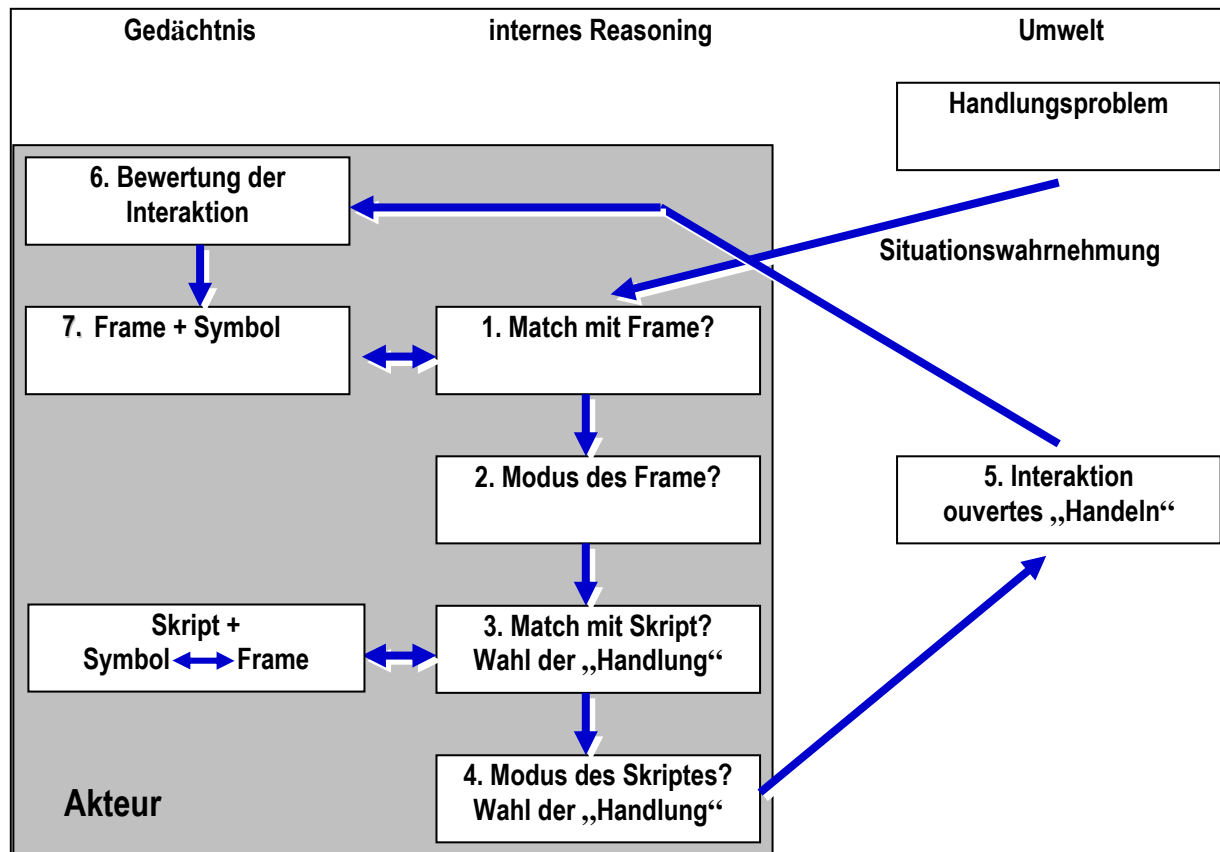 Gedächtnis
internes Reasoning
Umwelt
Handlungsproblem
6. Bewertung der
Interaktion
Situationswahrnehmung
7. Frame + Symbol
1. Match mit Frame?
2. Modus des Frame?
5. Interaktion
ouvertes „Handeln“
Skript +
Symbol Frame
3. Match mit Skript?
Wahl der „Handlung“
4. Modus des Skriptes?
Wahl der „Handlung“
Akteur